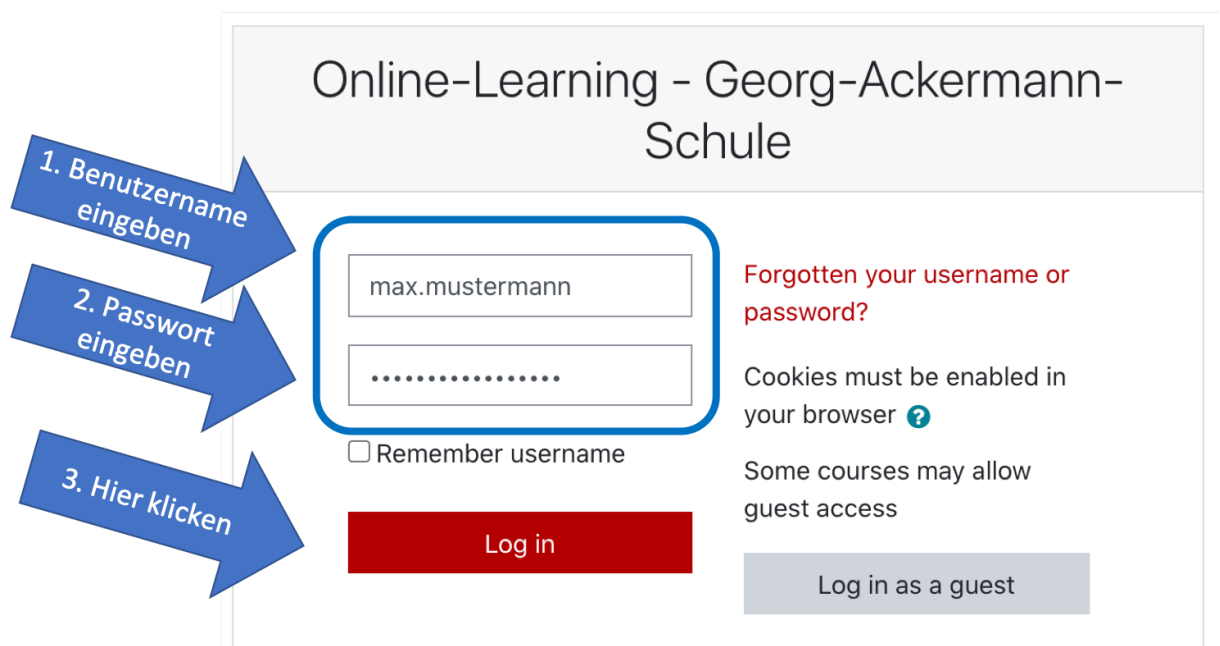 Online-Learning - Georg-Ackermann-
Schule
1. Benutzername
eingeben
2. Passwort
eingeben
3. Hier klicken
max.mustermann
•••••••••••••••••
Remember username
Log in
Forgotten your username or
password?
Cookies must be enabled in
your browser ?
Some courses may allow
guest access
Log in as a guest